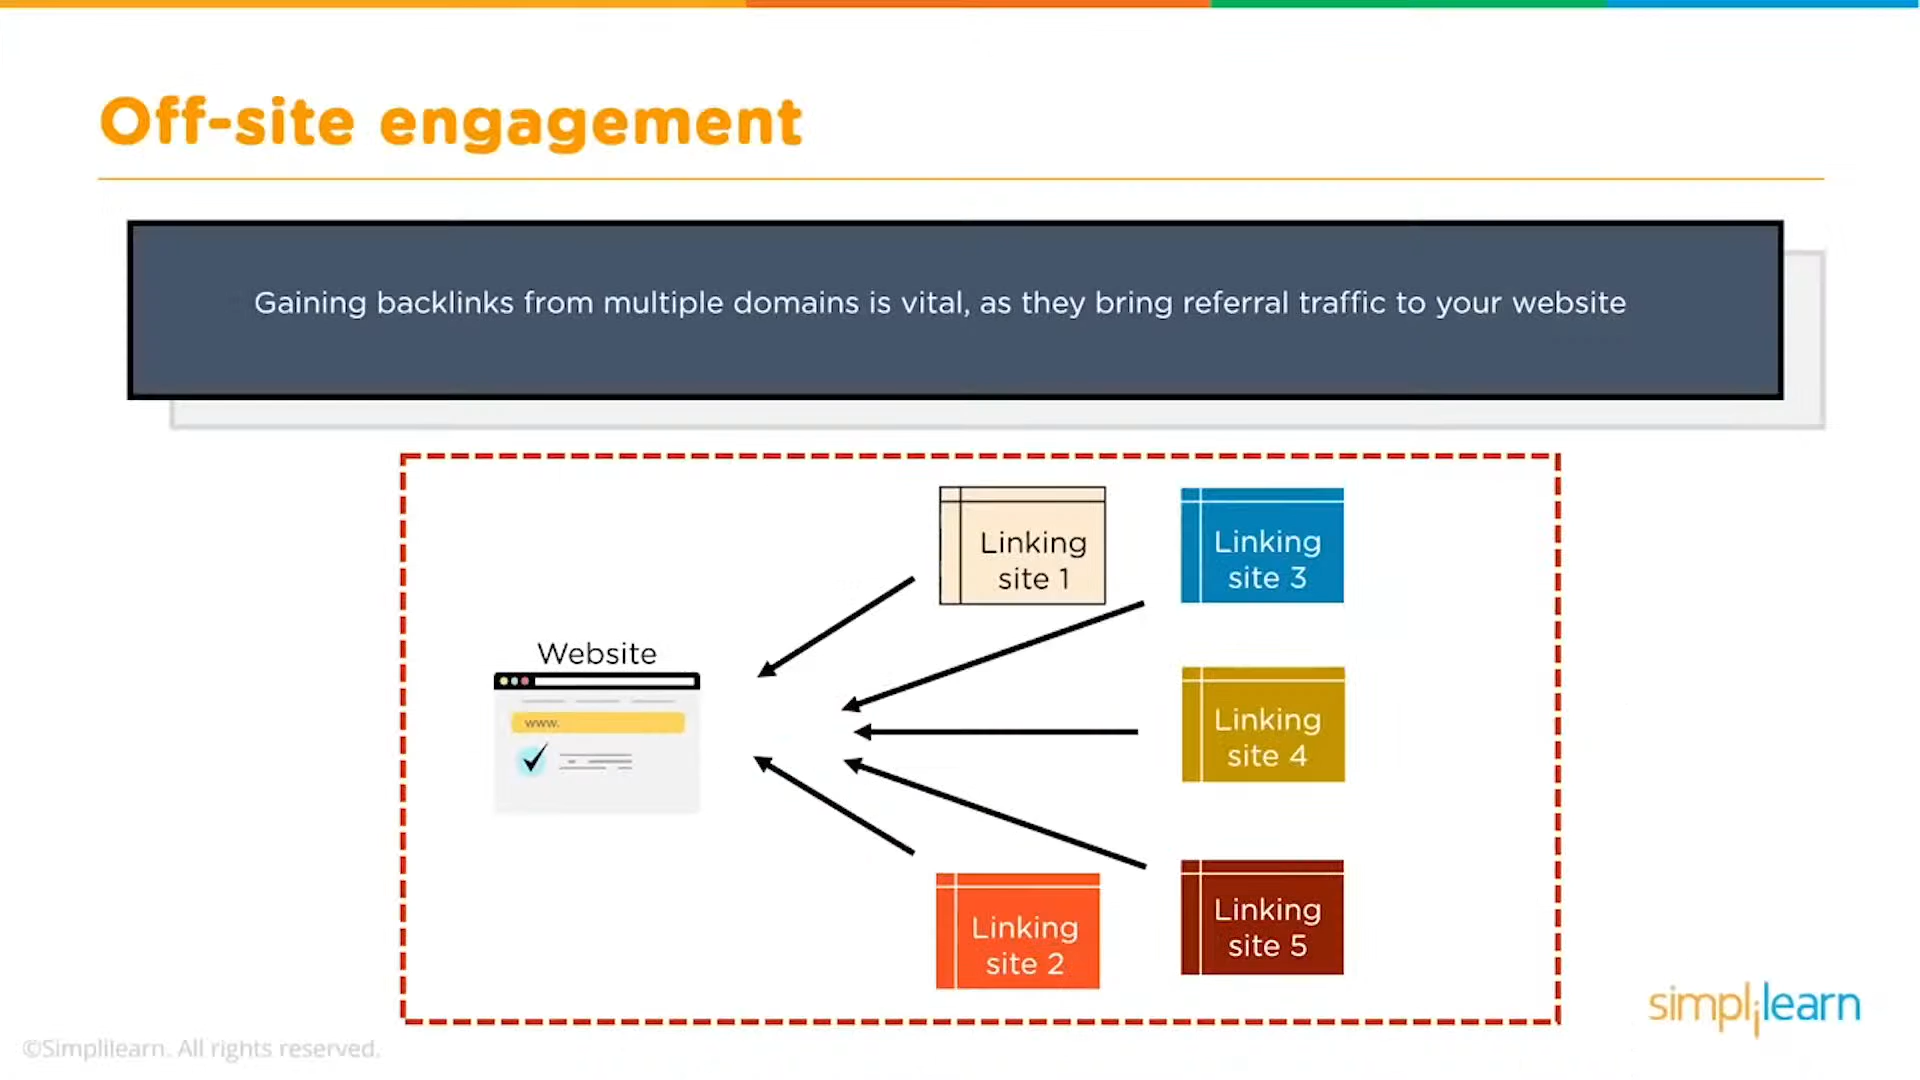 Off-site engagement
Gaining backlinks from multiple domains is vital, as they bring referral traffic to your website
Linking
site 1
Linking
site 3
Website
www.
Linking
site 4
Linking
site 2
Linking
site 5
simplilearn
©Simplilearn. All rights reserved.